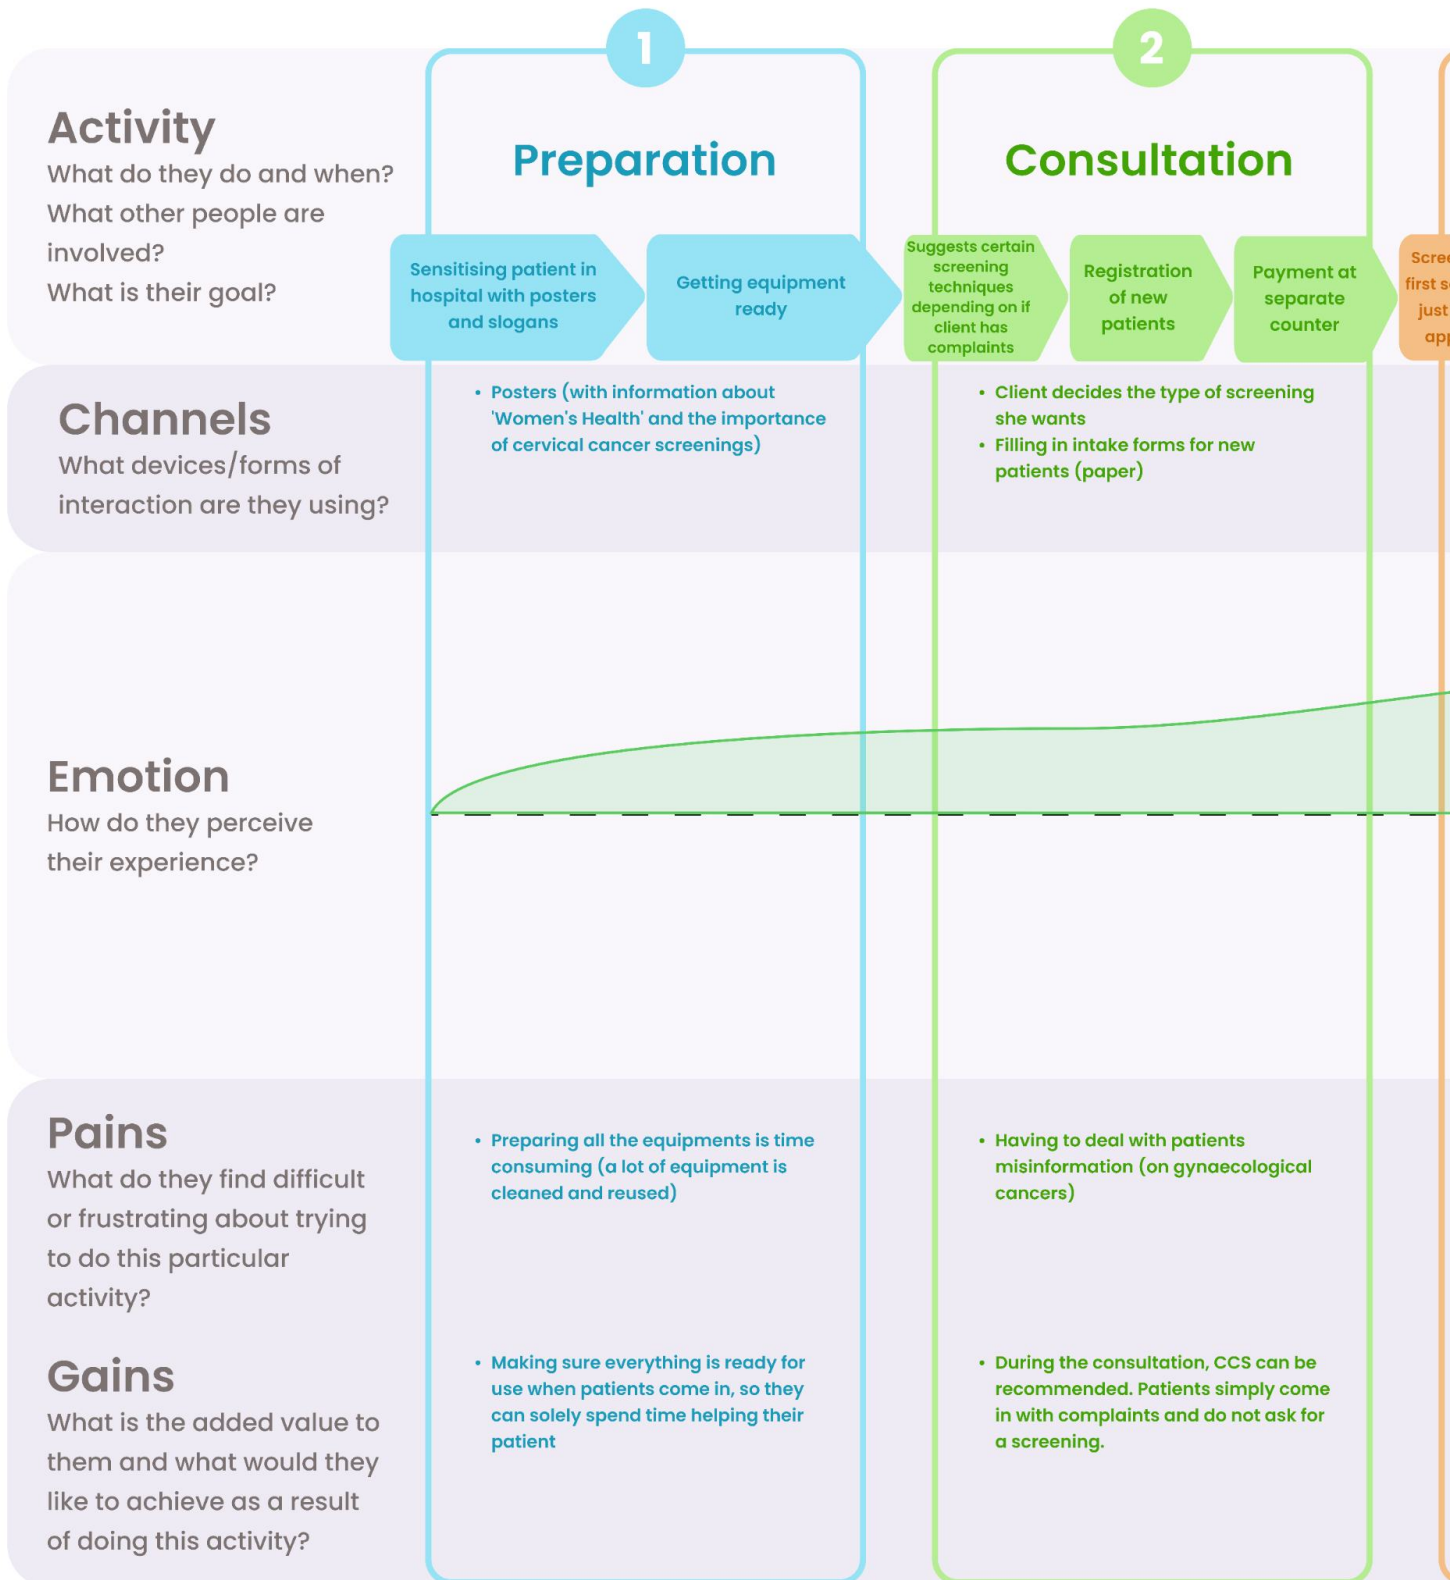 1
2
Activity
What do they do and when?
What other people are
involved?
What is their goal?
Preparation
Consultation
Sensitising patient in
hospital with posters
and slogans
Getting equipment
ready
Suggests certain
screening
techniques
depending on if
client has
complaints
Registration
of new
patients
Payment at
separate
counter
first
just
Channels
What devices/forms of
interaction are they using?
• Posters (with information about
'Women's Health' and the importance
of cervical cancer screenings)
• Client decides the type of screening
she wants
• Filling in intake forms for new
patients (paper)
Emotion
How do they perceive
their experience?
Pains
What do they find difficult
or frustrating about trying
to do this particular
activity?
• Preparing all the equipments is time
consuming (a lot of equipment is
cleaned and reused)
• Having to deal with patients
misinformation (on gynaecological
cancers)
Gains
What is the added value to
them and what would they
like to achieve as a result
of doing this activity?
• Making sure everything is ready for
use when patients come in, so they
can solely spend time helping their
patient
• During the consultation, CCS can be
recommended. Patients simply come
in with complaints and do not ask for
a screening.